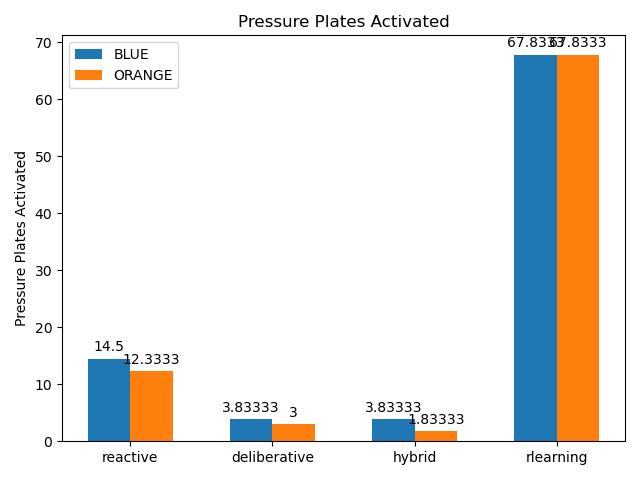 Pressure Plates Activated
Pressure Plates Activated
BLUE
ORANGE
70
60
50
40
30
20
10
0
14.5
12.3333
3.83333
3
3.83333
1.83333
67.8333
67.8333
reactive
deliberative
hybrid
rlearning